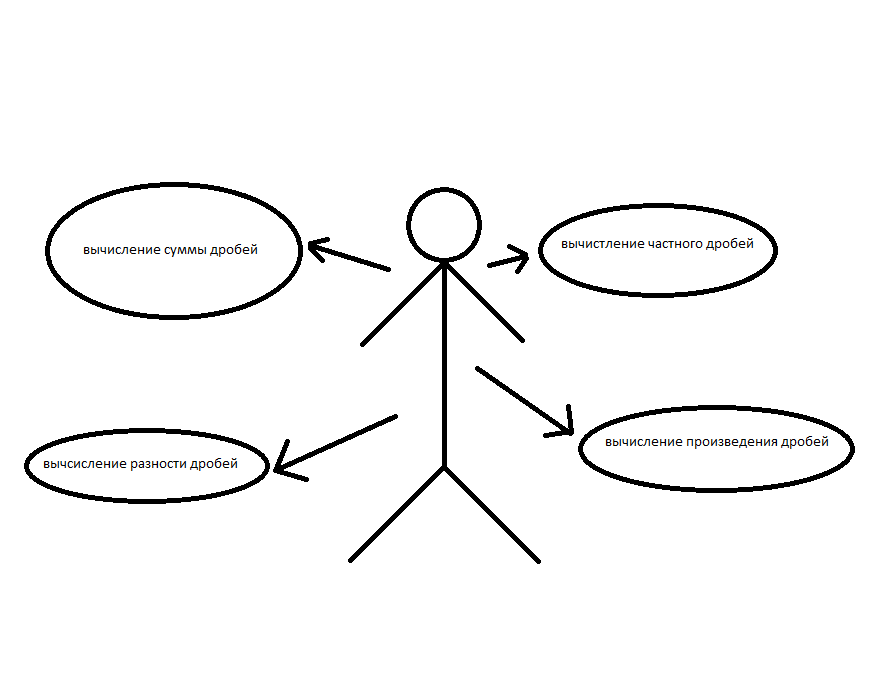 вычисление суммы дробей
вычистление частного дробей
вычсисление разности дробей
вычисление произведения дробей